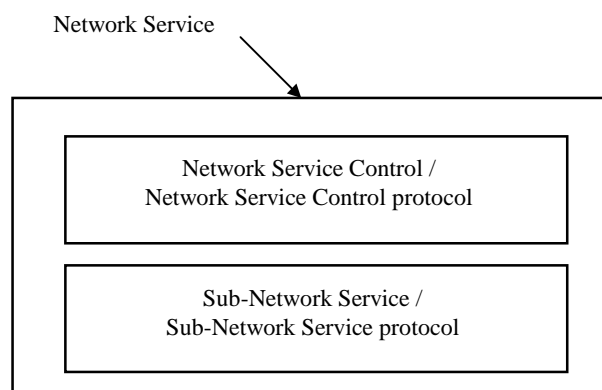 Network Service
Network Service Control /
Network Service Control protocol
Sub-Network Service /
Sub-Network Service protocol